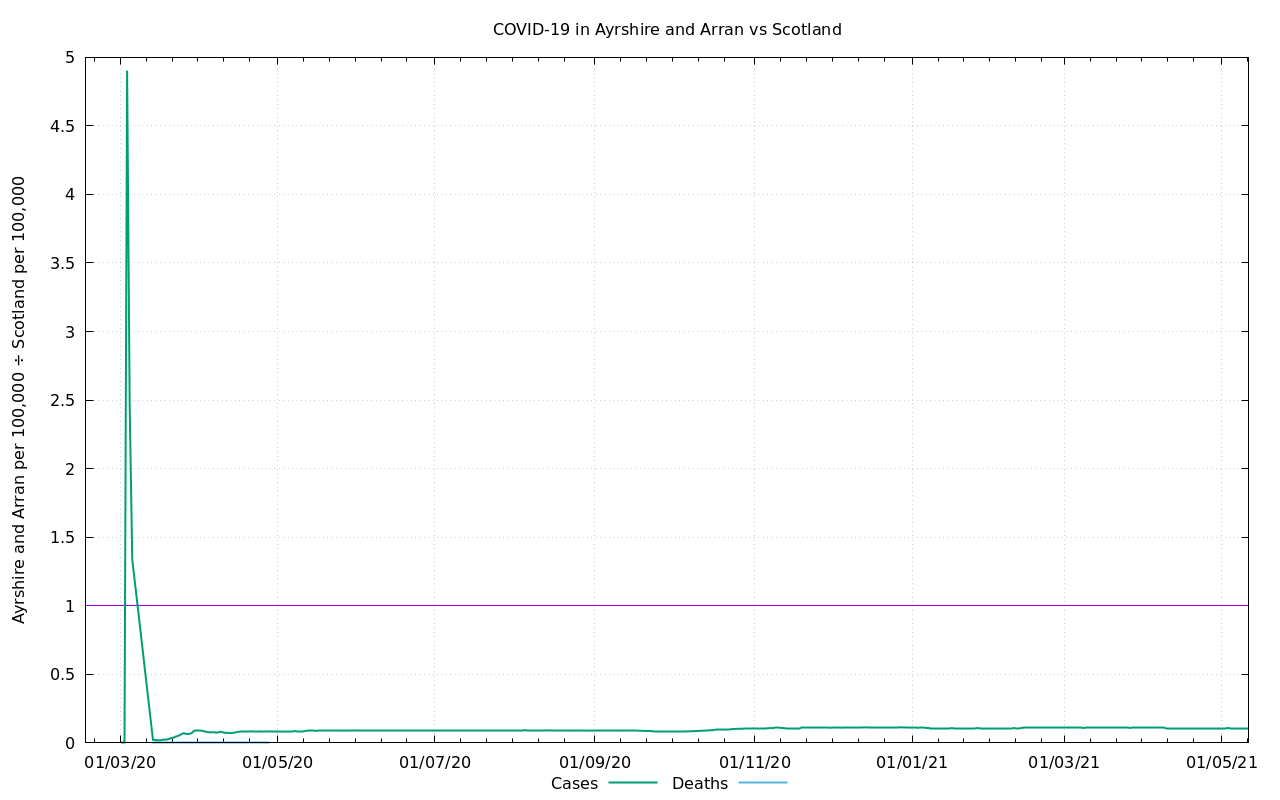 COVID-19 in Ayrshire and Arran vs Scotland
Ayrshire and Arran per 100,000 ÷ Scotland per 100,000
5
4.5
4
3.5
3
2.5
2
1.5
1
0.5
0
01/03/20 01/05/20 01/07/20 01/09/20 01/11/20 01/01/21 01/03/21 01/05/21
Cases Deaths